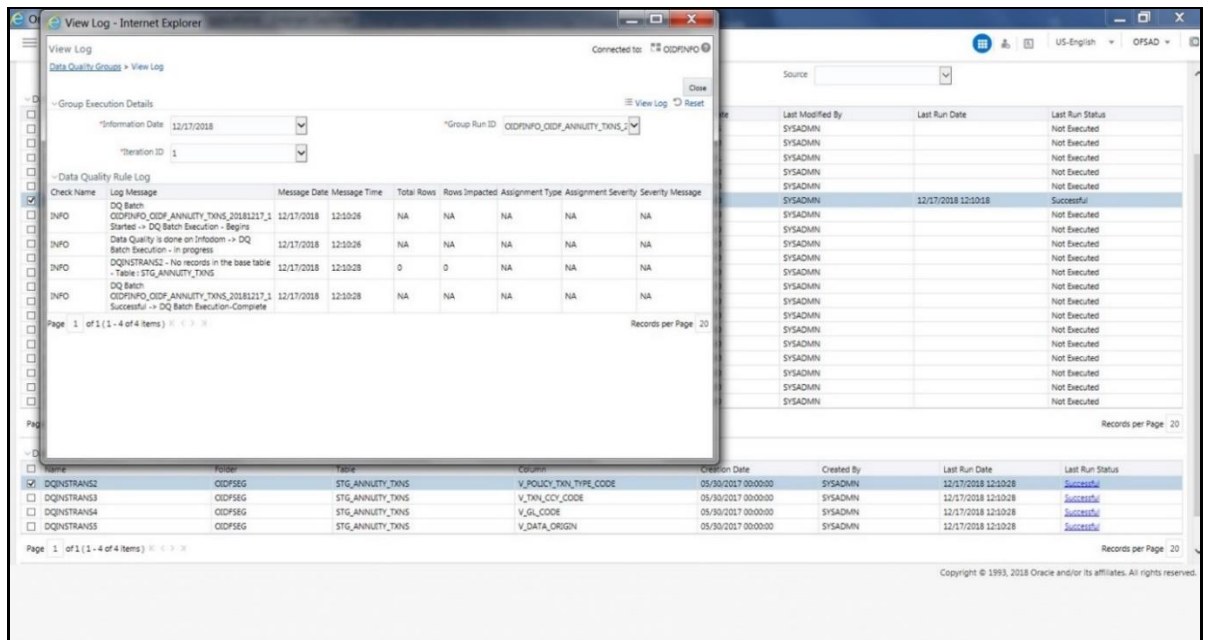 View Log - Internet Explorer
View Log
Connected to: OIDFINFO
Data Quality Groups > View Log
Close
Group Execution Details
View Log Reset
*Information Date 12/17/2018
*Group Run ID OIDFINFO_OIDF_ANNUITY_TXNS_2
*Iteration ID 1
Data Quality Rule Log
Check Name Log Message Message Date Message Time Total Rows Rows Impacted Assignment Type Assignment Severity Severity Message
INFO DQ Batch
OIDFINFO_OIDF_ANNUITY_TXNS_20181217_1 12/17/2018 12:10:26 NA NA NA NA NA
Started -> DQ Batch Execution - Begins
INFO Data Quality is done on Infodom -> DQ
Batch Execution - in progress 12/17/2018 12:10:26 NA NA NA NA NA
INFO DQINSTRANS2 - No records in the base table
- Table : STG_ANNUITY_TXNS 12/17/2018 12:10:28 0 0 NA NA NA
INFO DQ Batch
OIDFINFO_OIDF_ANNUITY_TXNS_20181217_1 12/17/2018 12:10:28 NA NA NA NA NA
Successful -> DQ Batch Execution-Complete
Page 1 of 1 (1 - 4 of 4 items) Records per Page 20
US-English OFSAD
Source
Last Modified By Last Run Date Last Run Status
SYSADMN Not Executed
SYSADMN Not Executed
SYSADMN Not Executed
SYSADMN Not Executed
SYSADMN Not Executed
SYSADMN 12/17/2018 12:10:18 Successful
SYSADMN Not Executed
SYSADMN Not Executed
SYSADMN Not Executed
SYSADMN Not Executed
SYSADMN Not Executed
SYSADMN Not Executed
SYSADMN Not Executed
SYSADMN Not Executed
SYSADMN Not Executed
SYSADMN Not Executed
SYSADMN Not Executed
SYSADMN Not Executed
SYSADMN Not Executed
SYSADMN Not Executed
Records per Page 20
Name Folder Table Column Creation Date Created By Last Run Date Last Run Status
DQINSTRANS2 OIDFSEG STG_ANNUITY_TXNS V_POLICY_TXN_TYPE_CODE 05/30/2017 00:00:00 SYSADMN 12/17/2018 12:10:28 Successful
DQINSTRANS3 OIDFSEG STG_ANNUITY_TXNS V_TXN_CCY_CODE 05/30/2017 00:00:00 SYSADMN 12/17/2018 12:10:28 Successful
DQINSTRANS4 OIDFSEG STG_ANNUITY_TXNS V_GL_CODE 05/30/2017 00:00:00 SYSADMN 12/17/2018 12:10:28 Successful
DQINSTRANS5 OIDFSEG STG_ANNUITY_TXNS V_DATA_ORIGIN 05/30/2017 00:00:00 SYSADMN 12/17/2018 12:10:28 Successful
Page 1 of 1 (1 - 4 of 4 items) Records per Page 20
Copyright © 1993, 2018 Oracle and/or its affiliates. All rights reserved.